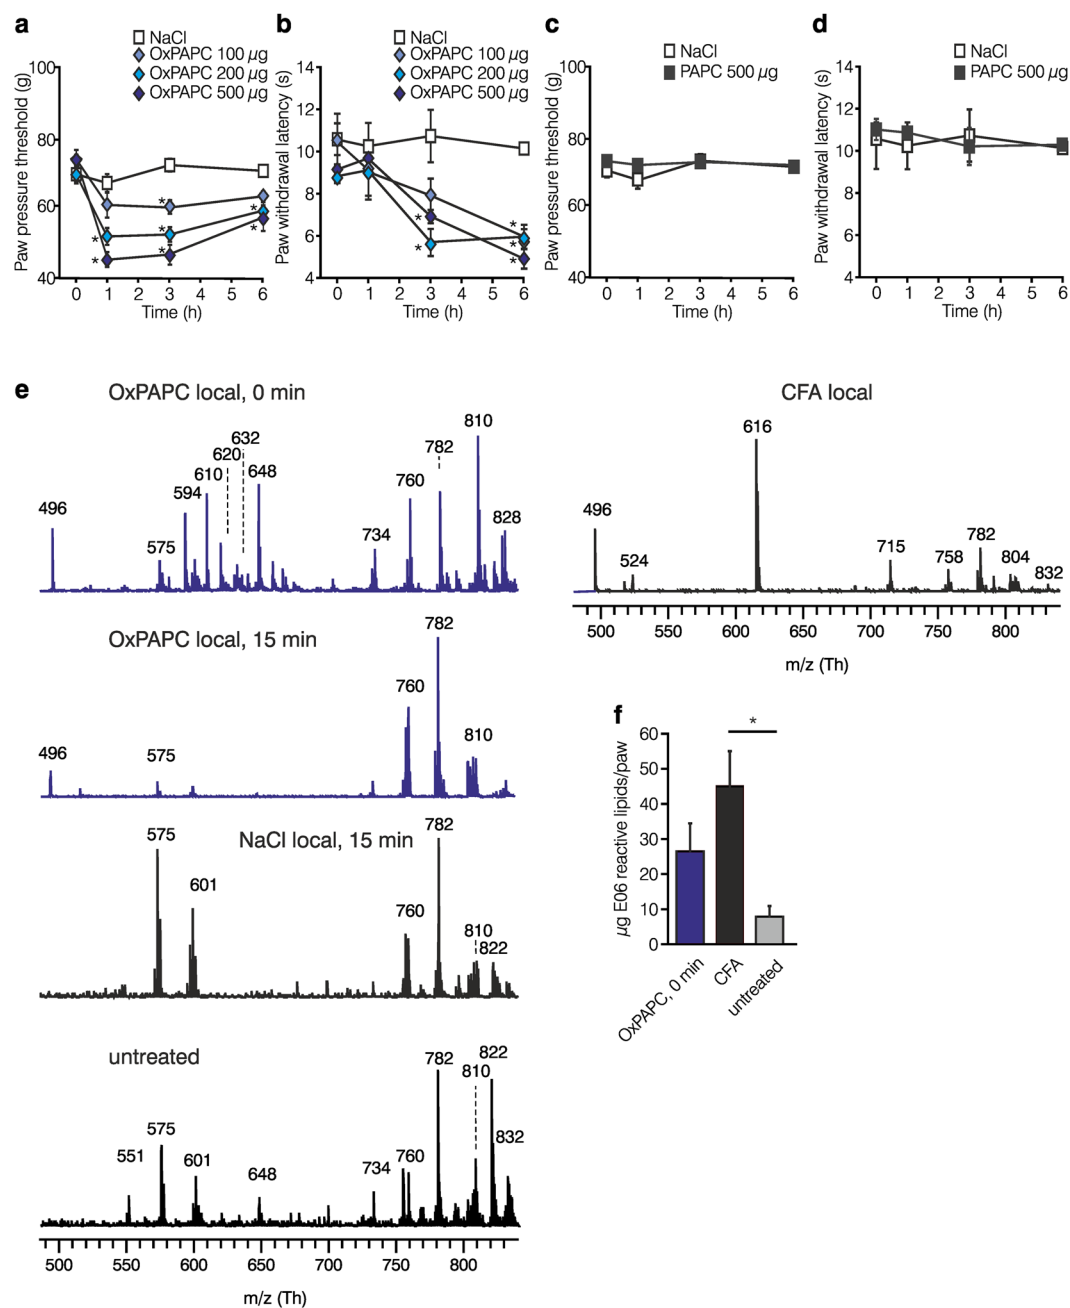 a
NaCl
OxPAPC 100 µg
OxPAPC 200 µg
OxPAPC 500 µg
Paw pressure threshold (g)
100
80
60
40
0 1 2 3 4 5 6
Time (h)
*
*
*
*
*
*
*
b
NaCl
OxPAPC 100 µg
OxPAPC 200 µg
OxPAPC 500 µg
Paw withdrawal latency (s)
14
12
10
8
6
4
0 1 2 3 4 5 6
Time (h)
*
*
*
*
*
c
NaCl
PAPC 500 µg
Paw pressure threshold (g)
100
80
60
40
0 1 2 3 4 5 6
Time (h)
d
NaCl
PAPC 500 µg
Paw withdrawal latency (s)
14
12
10
8
6
4
0 1 2 3 4 5 6
Time (h)
e
OxPAPC local, 0 min
496
575
594
610
620
632
648
734
760
782
810
828
OxPAPC local, 15 min
496
575
760
782
810
NaCl local, 15 min
575
601
760
782
810
822
untreated
551
575
601
648
734
760
782
810
822
832
500 550 600 650 700 750 800
m/z (Th)
CFA local
496
524
616
715
758
782
804
832
500 550 600 650 700 750 800
m/z (Th)
f
µg E06 reactive lipids/paw
60
50
40
30
20
10
0
*
OxPAPC, 0 min
CFA
untreated